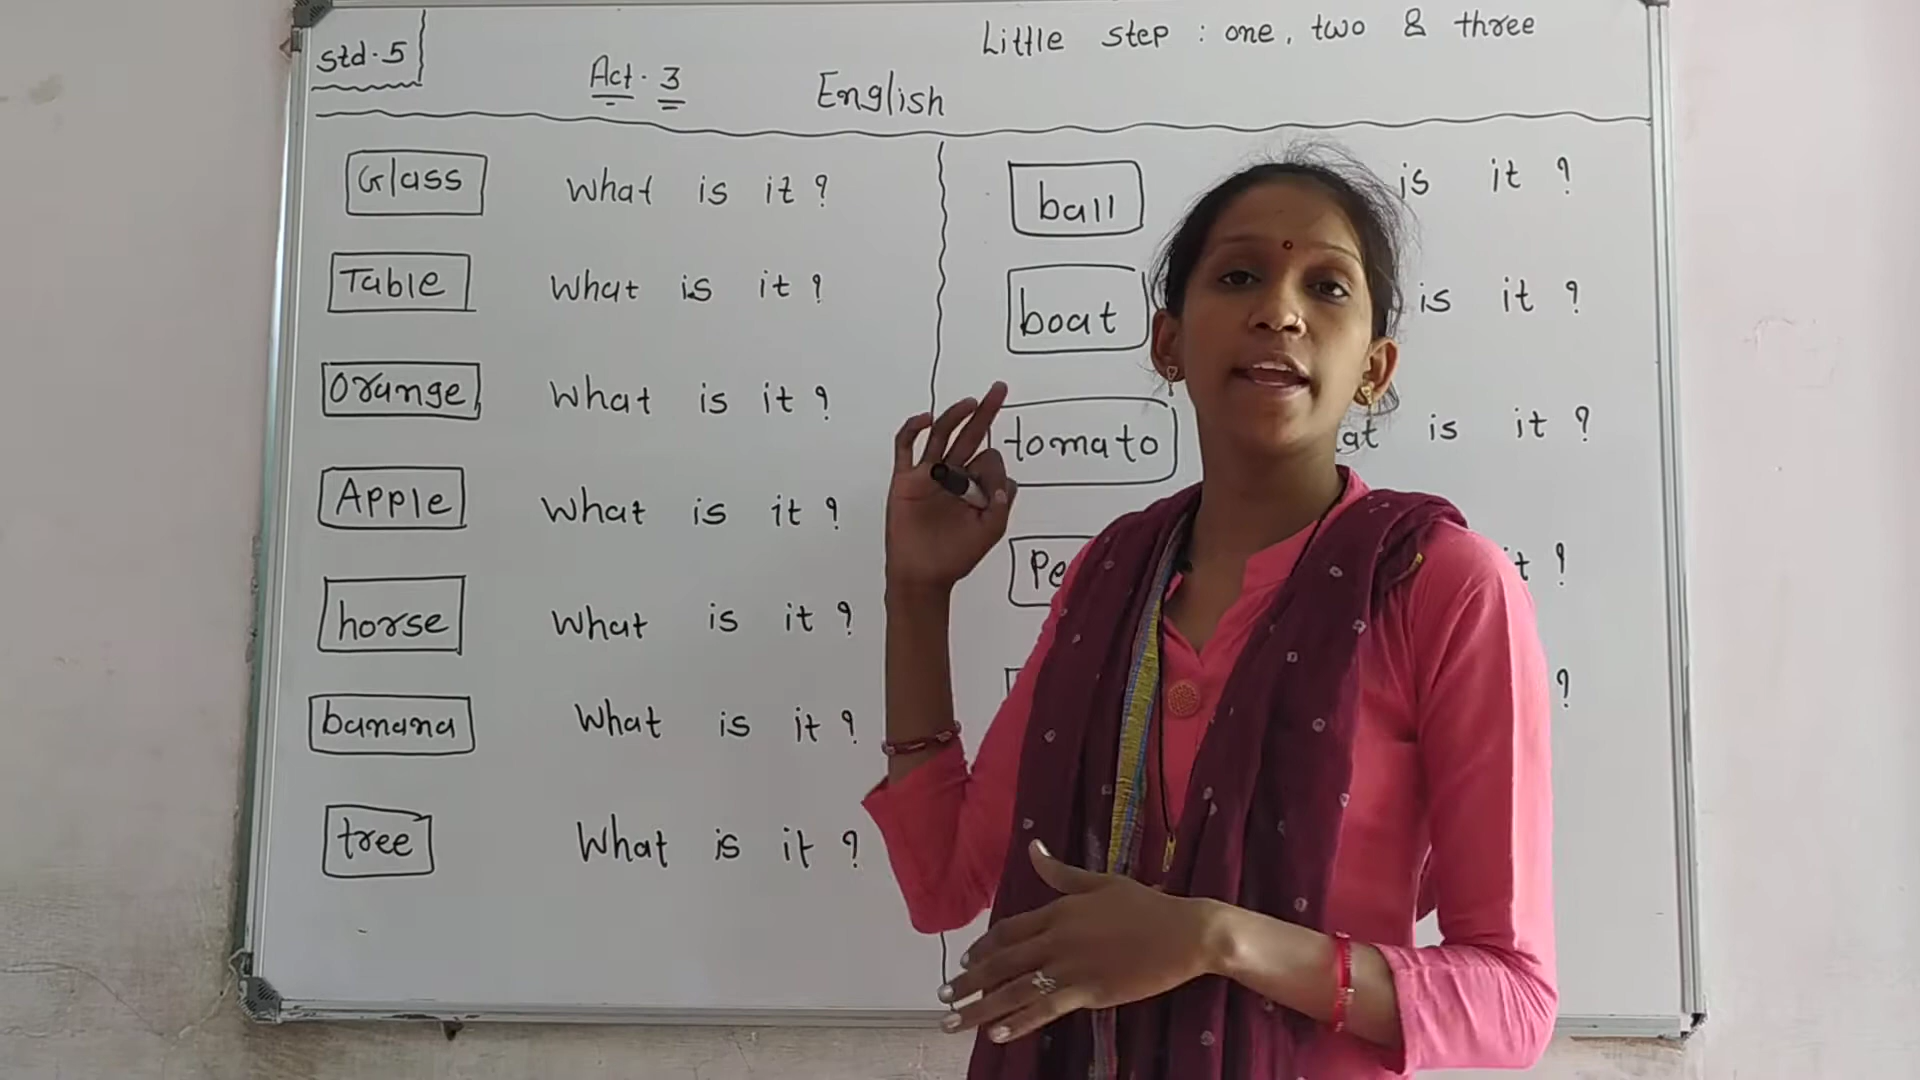 Std. 5
Little step : one, two & three
Act. 3
English
Glass What is it ?
Table What is it ?
Orange What is it ?
Apple What is it ?
horse What is it ?
banana What is it ?
tree What is it ?
ball is it ?
boat is it ?
tomato is it ?
?
?